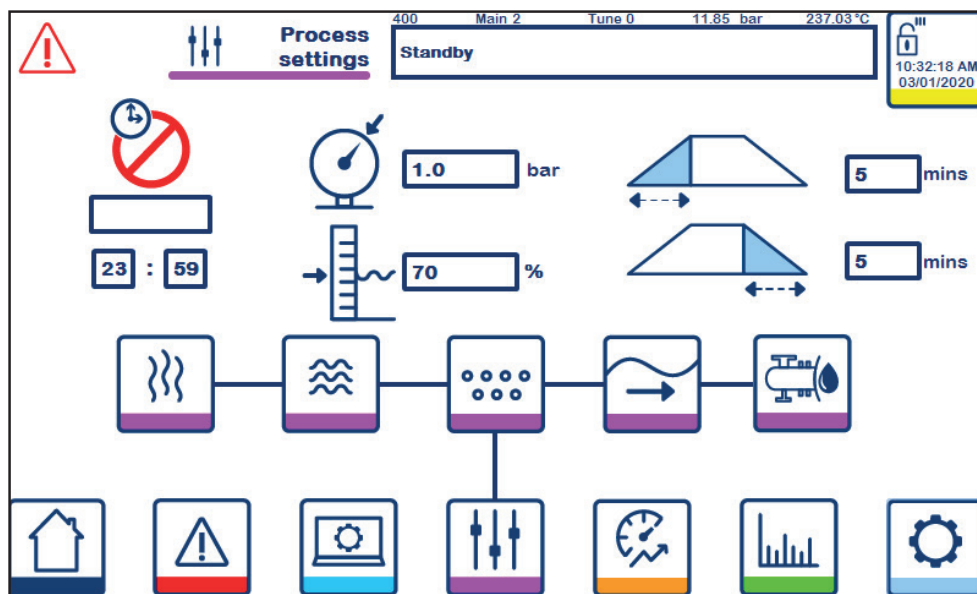 400 Main 2 Tune 0 11.85 bar 237.03 °C
Process
settings
Standby
10:32:18 AM
03/01/2020
1.0 bar
5 mins
23 : 59
70 %
5 mins